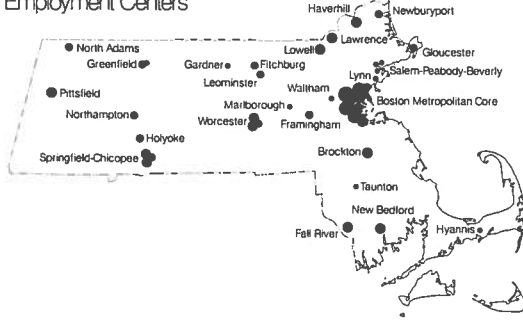 Employment Centers
Haverhill
Newburyport
Lawrence
North Adams
Lowell
Gloucester
Greenfield
Gardner
Fitchburg
Salem-Peabody-Beverly
Leominster
Lynn
Waltham
Pittsfield
Marlborough
Boston Metropolitan Core
Northampton
Worcester
Framingham
Holyoke
Brockton
Springfield-Chicopee
Taunton
New Bedford
Fall River
Hyannis